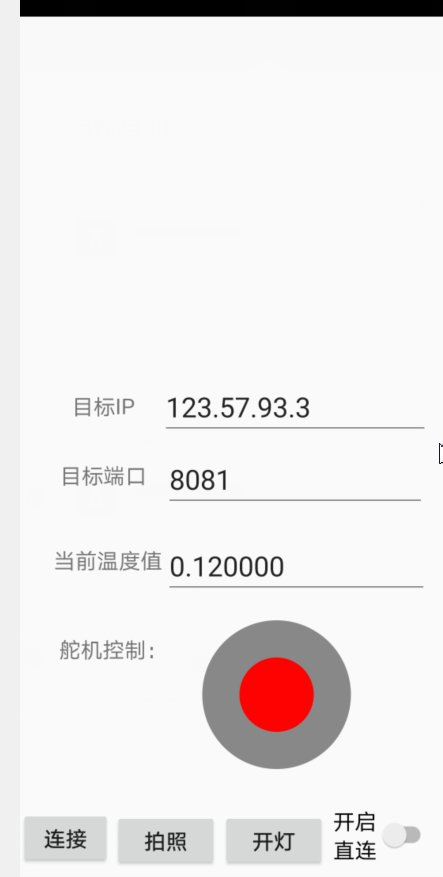 目标IP 123.57.93.3
目标端口 8081
当前温度值 0.120000
舵机控制:
连接 拍照 开灯 开启
直连